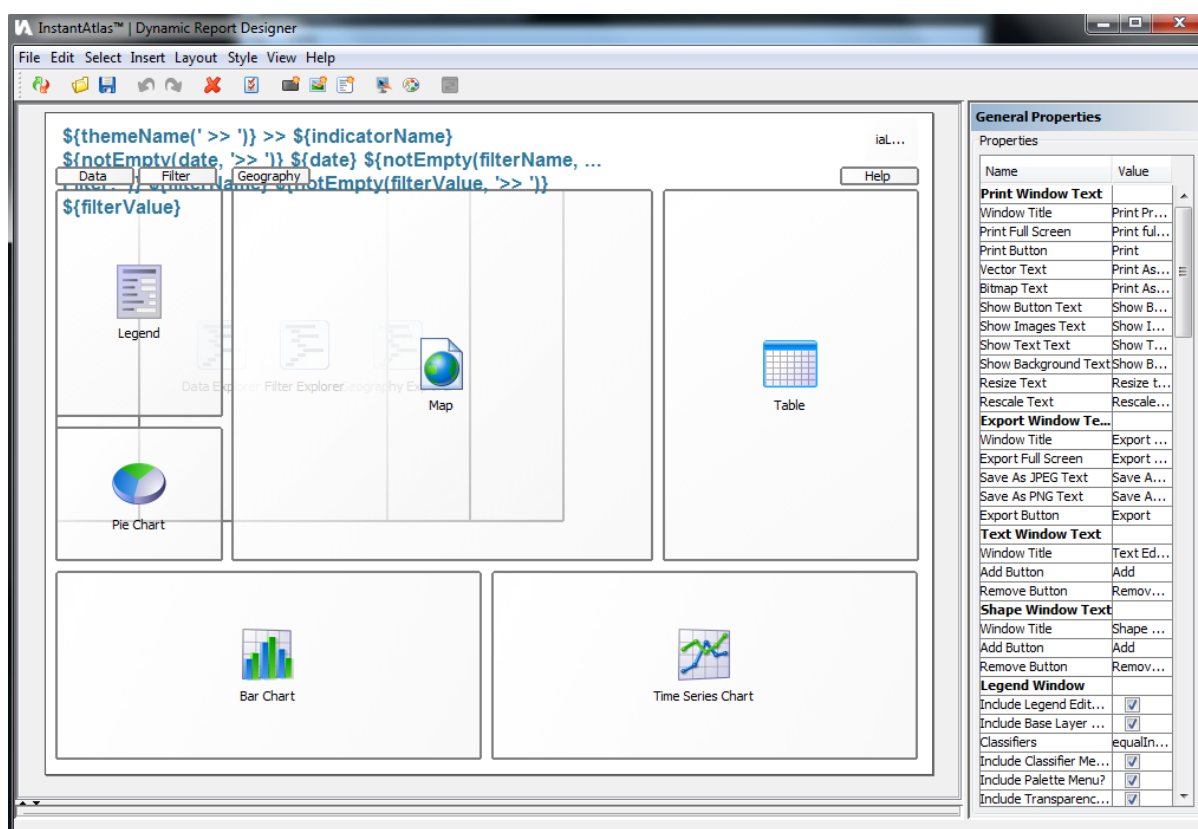 InstantAtlas™ | Dynamic Report Designer
File Edit Select Insert Layout Style View Help
${themeName(' >> ')} >> ${indicatorName}
${notEmpty(date, '>> ')} ${date} ${notEmpty(filterName, ...
${notEmpty(filterValue, '>> ')}
${filterValue}
iaL...
Data
Filter
Geography
Help
Legend
Data Explorer
Filter Explorer
Map
Table
Pie Chart
Bar Chart
Time Series Chart
General Properties
Properties
Name Value
Print Window Text
Window Title Print Pr...
Print Full Screen Print ful...
Print Button Print
Vector Text Print As...
Bitmap Text Print As...
Show Button Text Show B...
Show Images Text Show I...
Show Text Text Show T...
Show Background Text Show B...
Resize Text Resize t...
Rescale Text Rescale...
Export Window Te...
Window Title Export ...
Export Full Screen Export ...
Save As JPEG Text Save A...
Save As PNG Text Save A...
Export Button Export
Text Window Text
Window Title Text Ed...
Add Button Add
Remove Button Remov...
Shape Window Text
Window Title Shape ...
Add Button Add
Remove Button Remov...
Legend Window
Include Legend Edit...
Include Base Layer ...
Classifiers equalIn...
Include Classifier Me...
Include Palette Menu?
Include Transparenc...